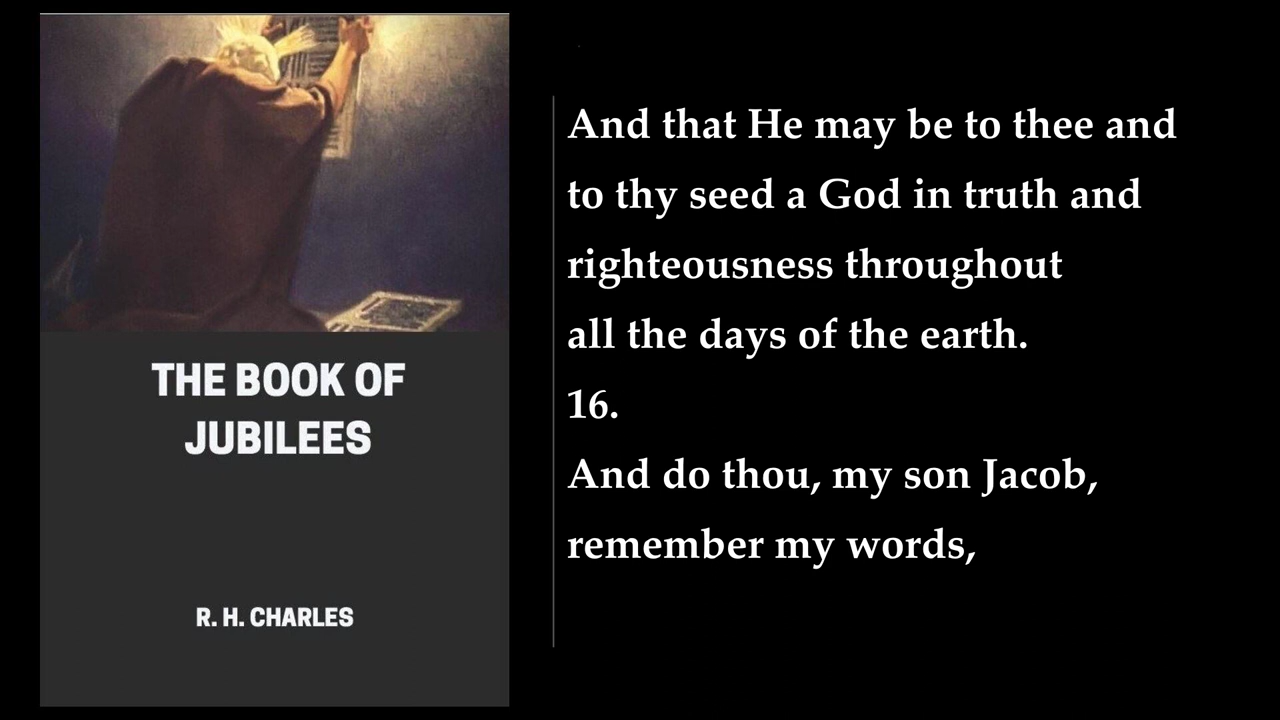 THE BOOK OF
JUBILEES
R. H. CHARLES
And that He may be to thee and
to thy seed a God in truth and
righteousness throughout
all the days of the earth.
16.
And do thou, my son Jacob,
remember my words,